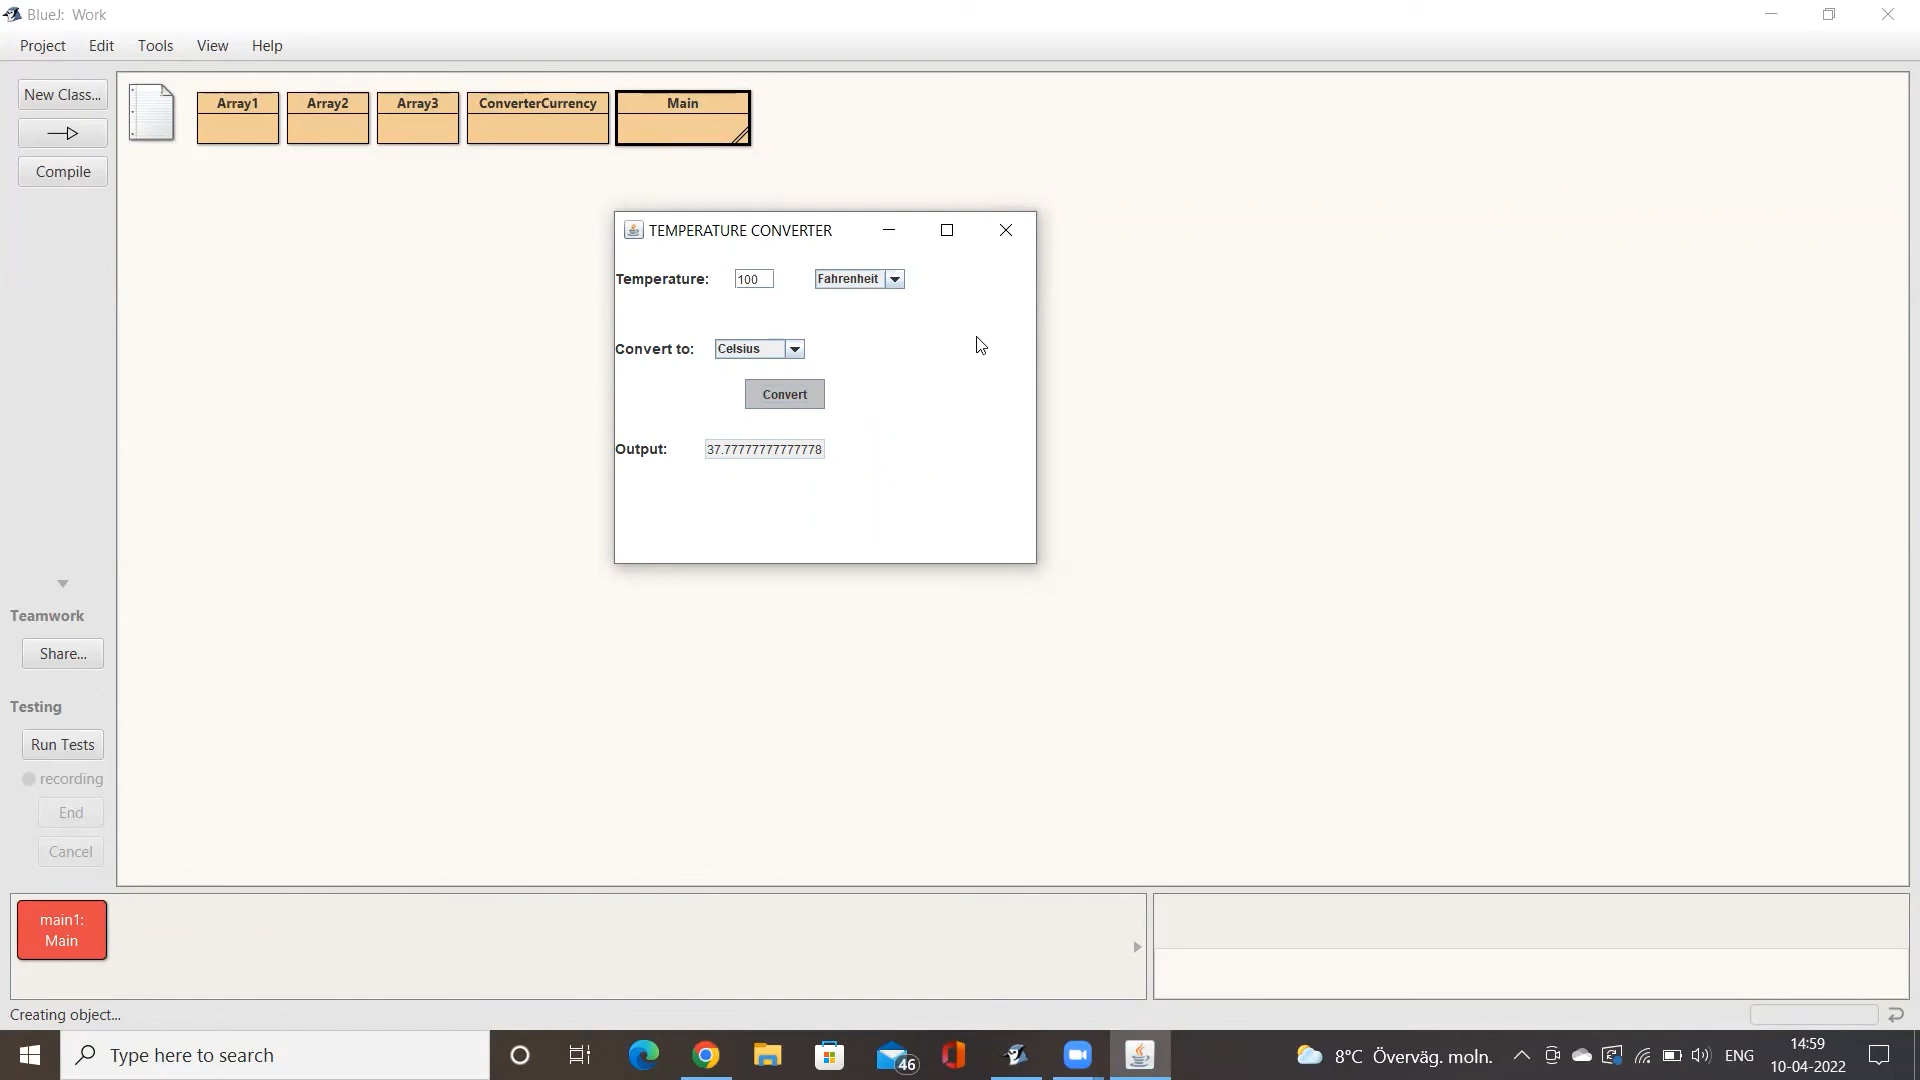 BlueJ: Work
Project Edit Tools View Help
New Class...
Compile
Array1 Array2 Array3 ConverterCurrency Main
TEMPERATURE CONVERTER
Temperature: 100 Fahrenheit
Convert to: Celsius
Convert
Output: 37.77777777777778
Teamwork
Share...
Testing
Run Tests
recording
End
Cancel
main1:
Main
Creating object...
Type here to search
46
8°C Överväg. moln.
ENG
14:59
10-04-2022